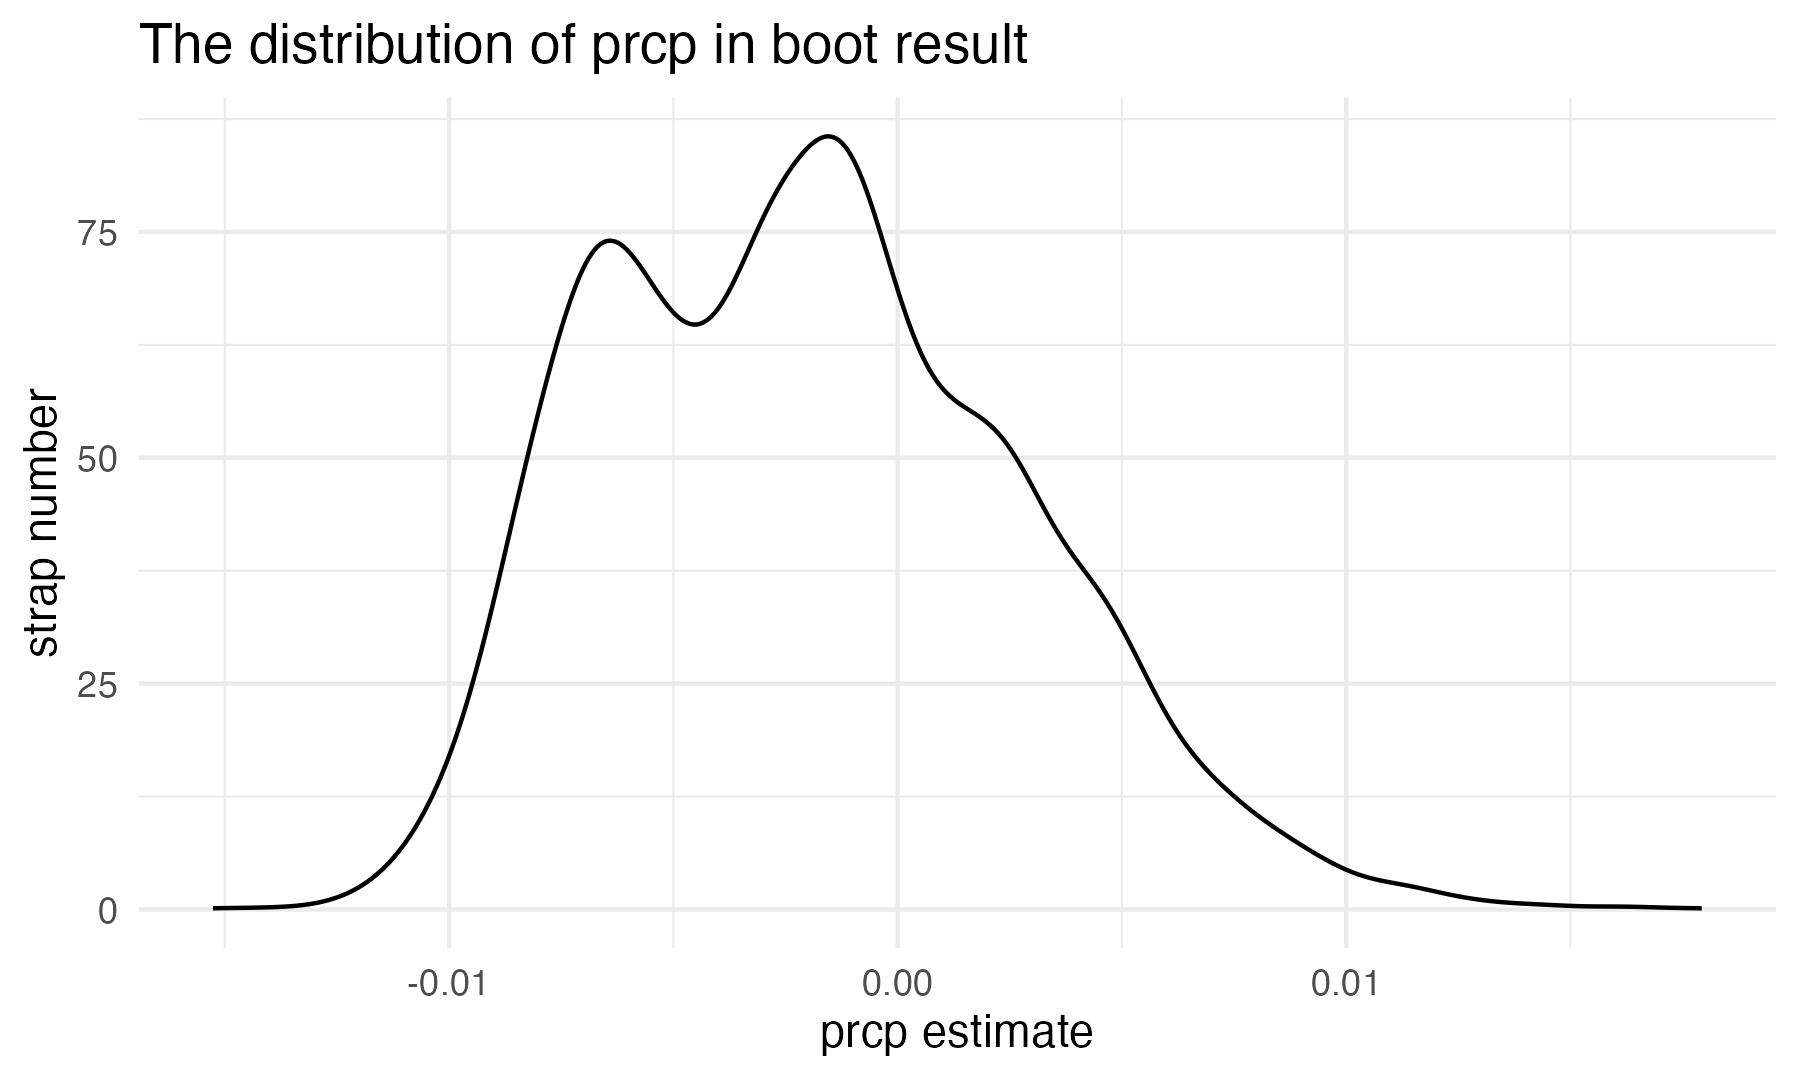 The distribution of prcp in boot result
strap number
75
50
25
0
-0.01
0.00
0.01
prcp estimate